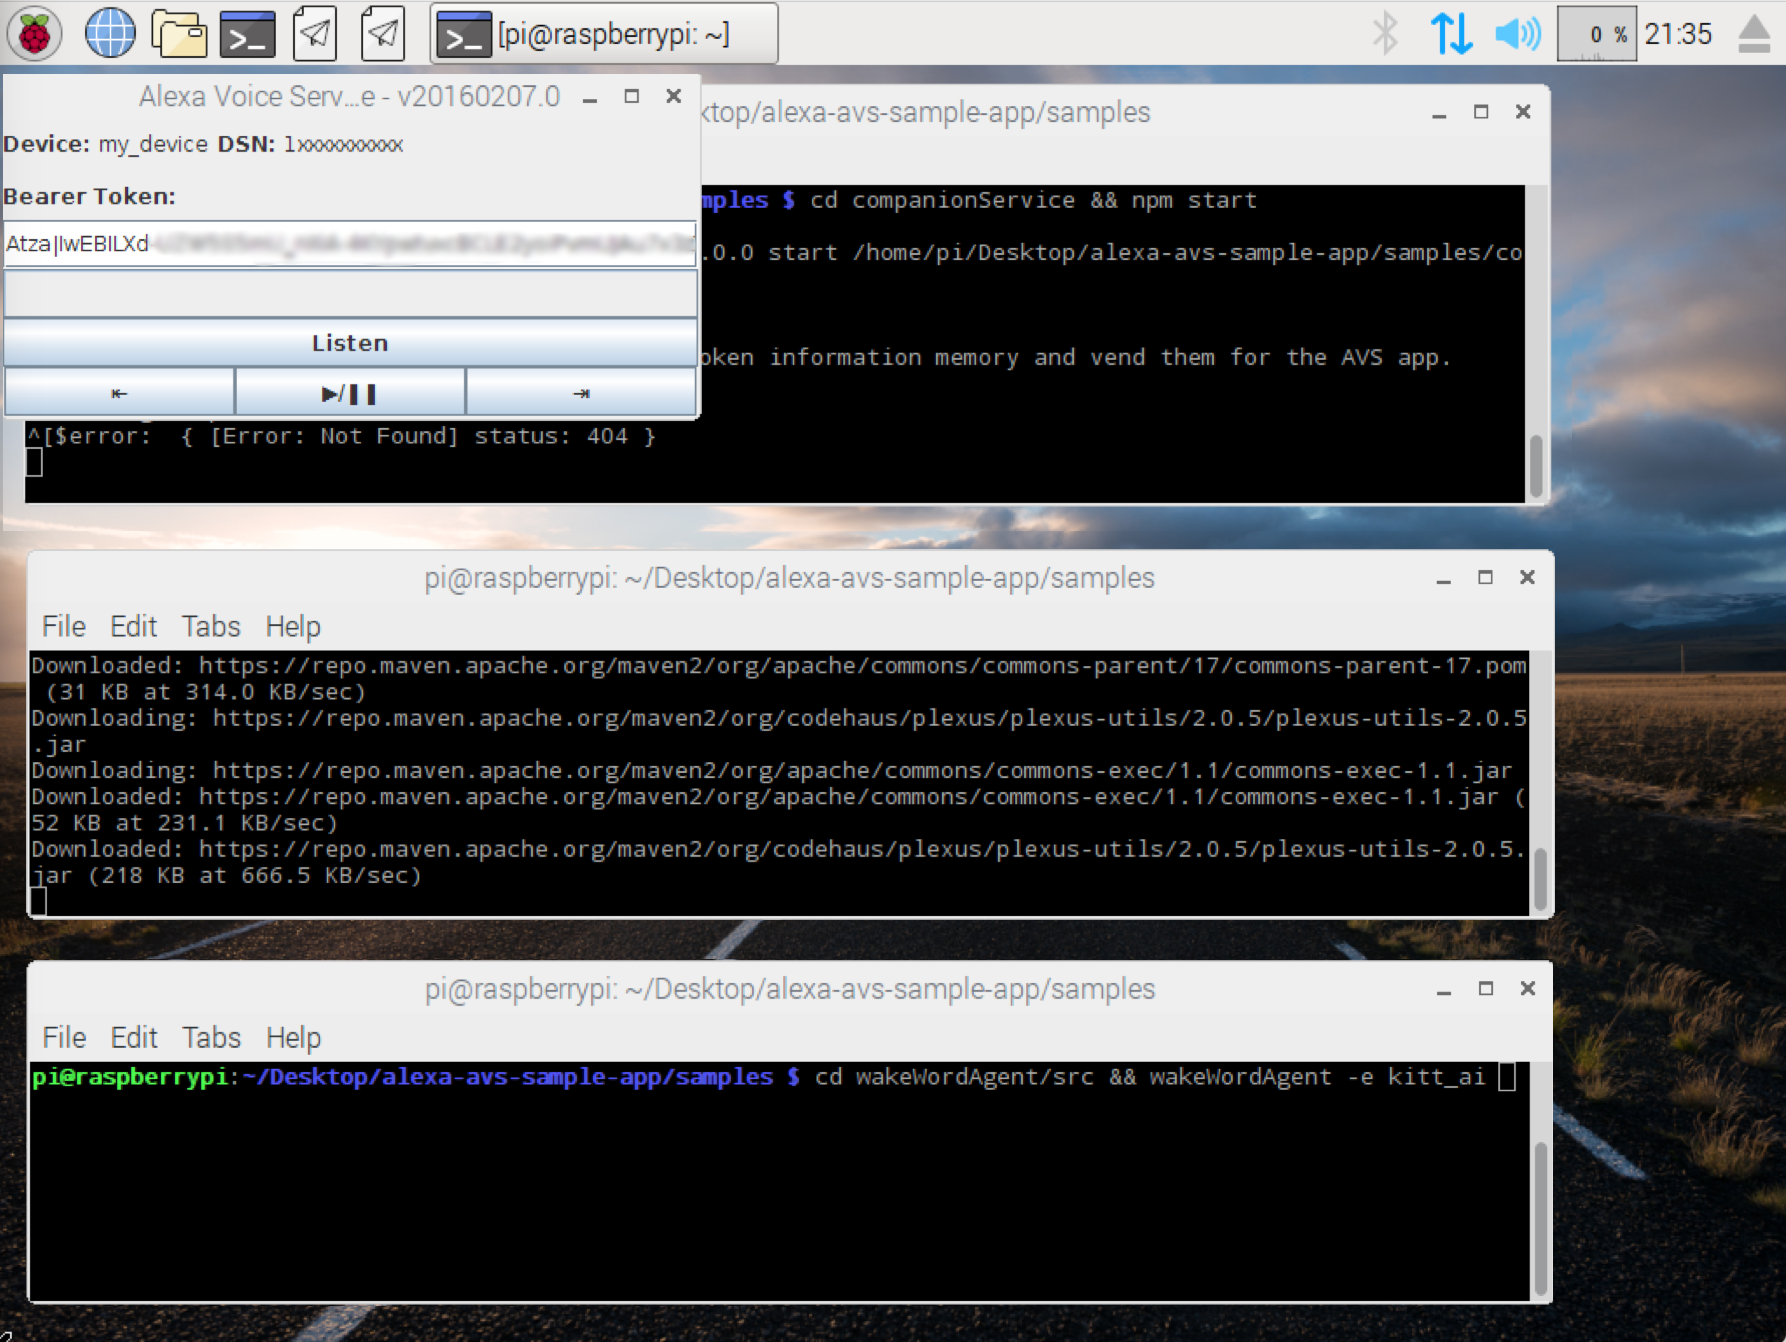 [pi@raspberrypi: ~]
0 %
21:35
Alexa Voice Serv...e - v20160207.0
Device: my_device DSN: 1xxxxxxxxxx
Bearer Token:
Atza|IwEBILXd
Listen
⇤
▶/❚❚
⇥
ktop/alexa-avs-sample-app/samples
mples $ cd companionService && npm start
.0.0 start /home/pi/Desktop/alexa-avs-sample-app/samples/co
oken information memory and vend them for the AVS app.
^[$error:  { [Error: Not Found] status: 404 }
pi@raspberrypi: ~/Desktop/alexa-avs-sample-app/samples
File Edit Tabs Help
Downloaded: https://repo.maven.apache.org/maven2/org/apache/commons/commons-parent/17/commons-parent-17.pom
(31 KB at 314.0 KB/sec)
Downloading: https://repo.maven.apache.org/maven2/org/codehaus/plexus/plexus-utils/2.0.5/plexus-utils-2.0.5
.jar
Downloading: https://repo.maven.apache.org/maven2/org/apache/commons/commons-exec/1.1/commons-exec-1.1.jar
Downloaded: https://repo.maven.apache.org/maven2/org/apache/commons/commons-exec/1.1/commons-exec-1.1.jar (
52 KB at 231.1 KB/sec)
Downloaded: https://repo.maven.apache.org/maven2/org/codehaus/plexus/plexus-utils/2.0.5/plexus-utils-2.0.5.
jar (218 KB at 666.5 KB/sec)
pi@raspberrypi: ~/Desktop/alexa-avs-sample-app/samples
File Edit Tabs Help
pi@raspberrypi:~/Desktop/alexa-avs-sample-app/samples $ cd wakeWordAgent/src && wakeWordAgent -e kitt_ai